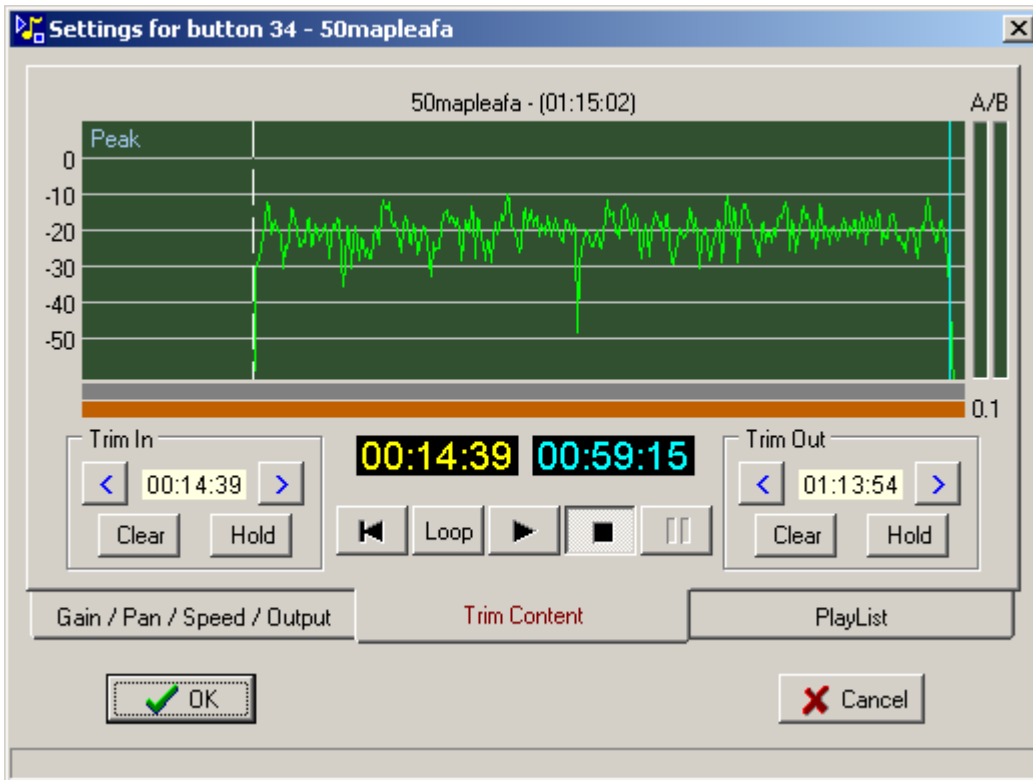 Settings for button 34 - 50mapleafa
50mapleafa - (01:15:02)
A/B
Peak
0
-10
-20
-30
-40
-50
0.1
Trim In
00:14:39
00:59:15
Trim Out
< 00:14:39 >
< 01:13:54 >
Clear Hold
Loop
Clear Hold
Gain / Pan / Speed / Output
Trim Content
PlayList
OK
Cancel